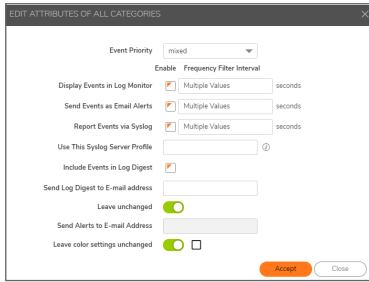 EDIT ATTRIBUTES OF ALL CATEGORIES
Event Priority mixed
Enable Frequency Filter Interval
Display Events in Log Monitor Multiple Values seconds
Send Events as Email Alerts Multiple Values seconds
Report Events via Syslog Multiple Values seconds
Use This Syslog Server Profile
Include Events in Log Digest
Send Log Digest to E-mail address
Leave unchanged
Send Alerts to E-mail Address
Leave color settings unchanged
Accept Close